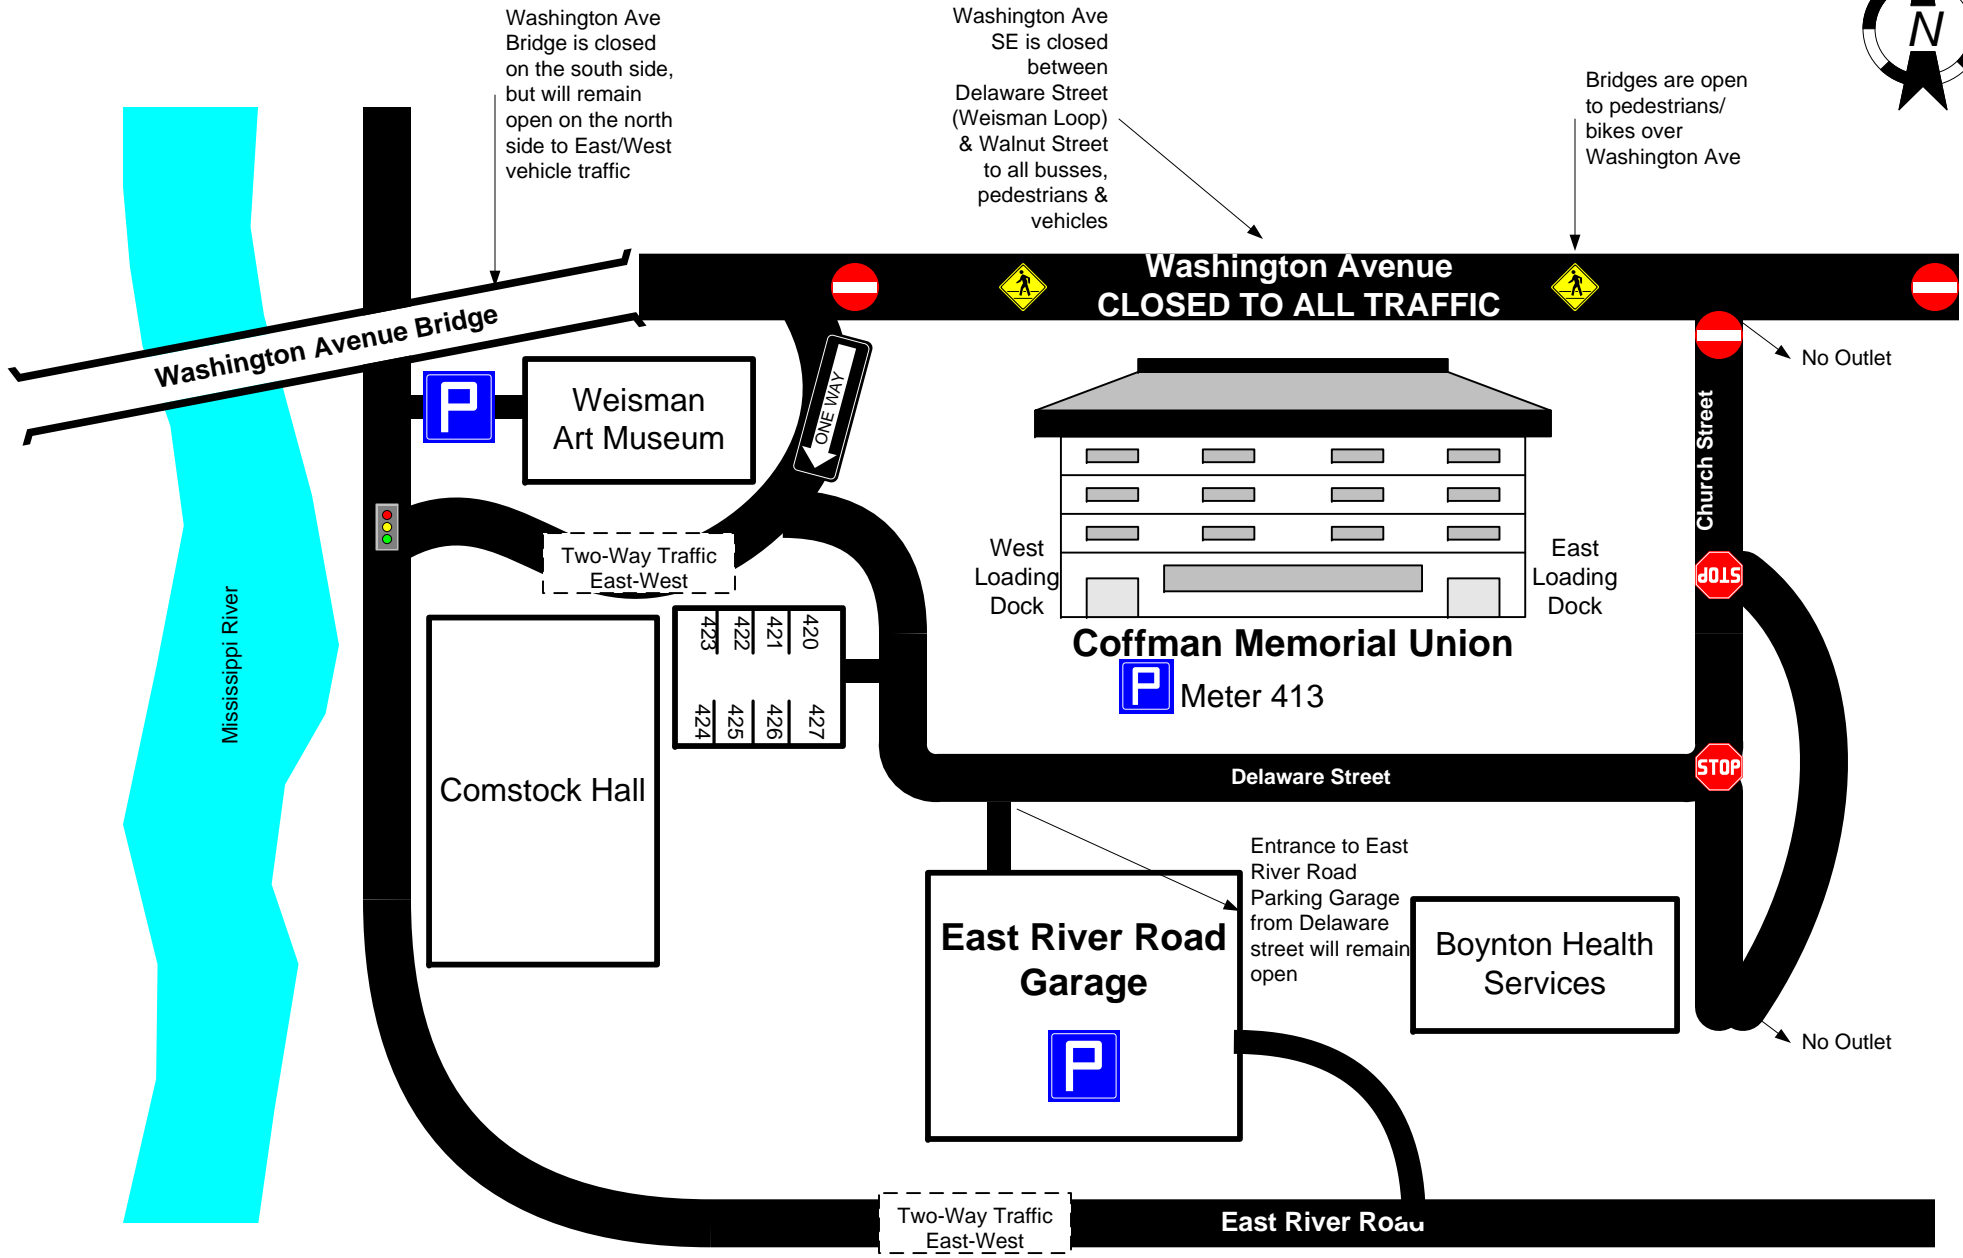 Washington Ave
Bridge is closed
on the south side,
but will remain
open on the north
side to East/West
vehicle traffic
Washington Ave
SE is closed
between
Delaware Street
(Weisman Loop)
& Walnut Street
to all busses,
pedestrians &
vehicles
Bridges are open
to pedestrians/
bikes over
Washington Ave
N
Washington Avenue
CLOSED TO ALL TRAFFIC
Washington Avenue Bridge
No Outlet
Weisman
Art Museum
ONE WAY
Church Street
West
Loading
Dock
East
Loading
Dock
STOP
Two-Way Traffic
East-West
Mississippi River
423
422
421
420
424
425
426
427
Coffman Memorial Union
P
P
Meter 413
Comstock Hall
Delaware Street
STOP
Entrance to East
River Road
Parking Garage
from Delaware
street will remain
open
East River Road
Garage
P
Boynton Health
Services
No Outlet
Two-Way Traffic
East-West
East River Road